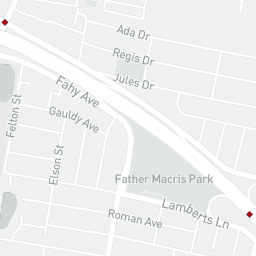 Ada Dr
Regis Dr
Jules Dr
Fahy Ave
Felton St
Gauldy Ave
Elson St
Father Macris Park
Lamberts Ln
Roman Ave